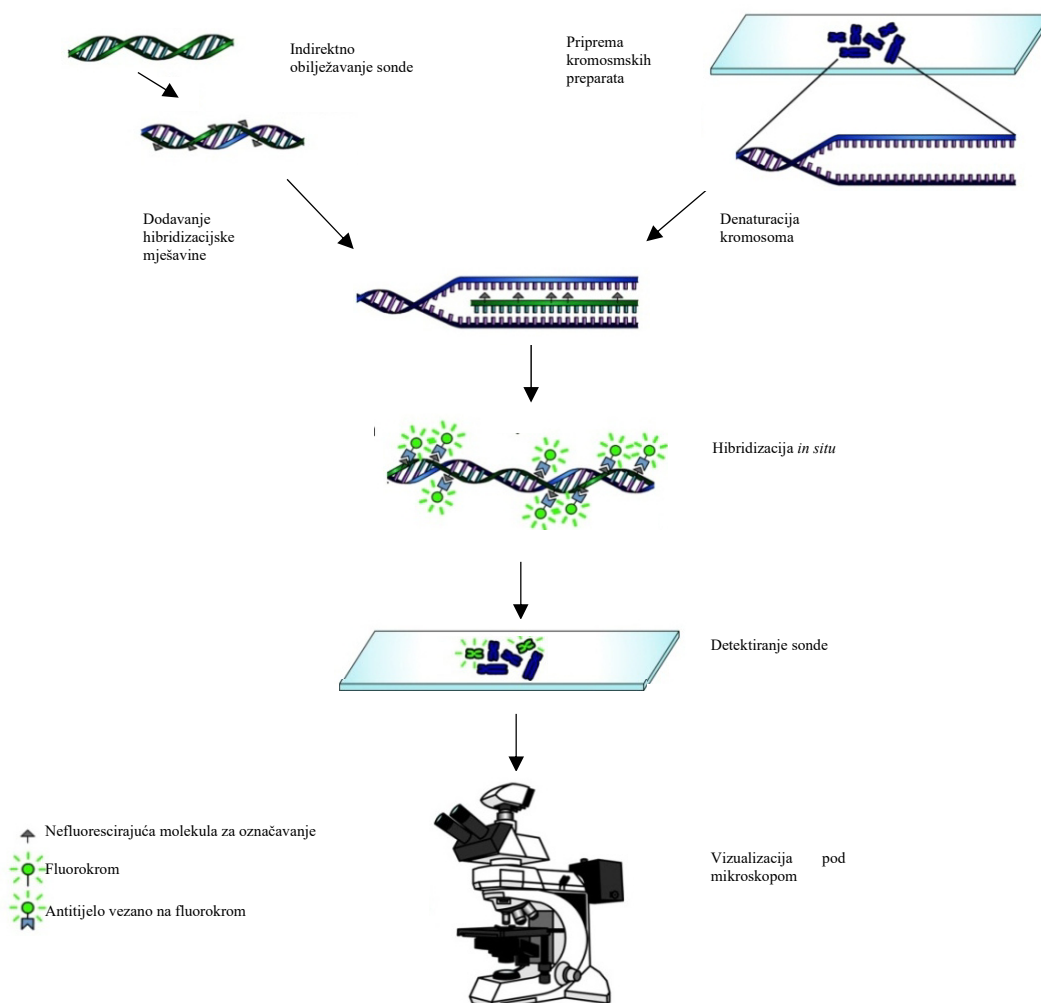 Indirektno
obilježavanje sonde
Priprema
kromosmskih
preparata
Dodavanje
hibridizacijske
mješavine
Denaturacija
kromosoma
Hibridizacija in situ
Detektiranje sonde
Nefluorescirajuća molekula za označavanje
Fluorokrom
Antitijelo vezano na fluorokrom
Vizualizacija pod
mikroskopom